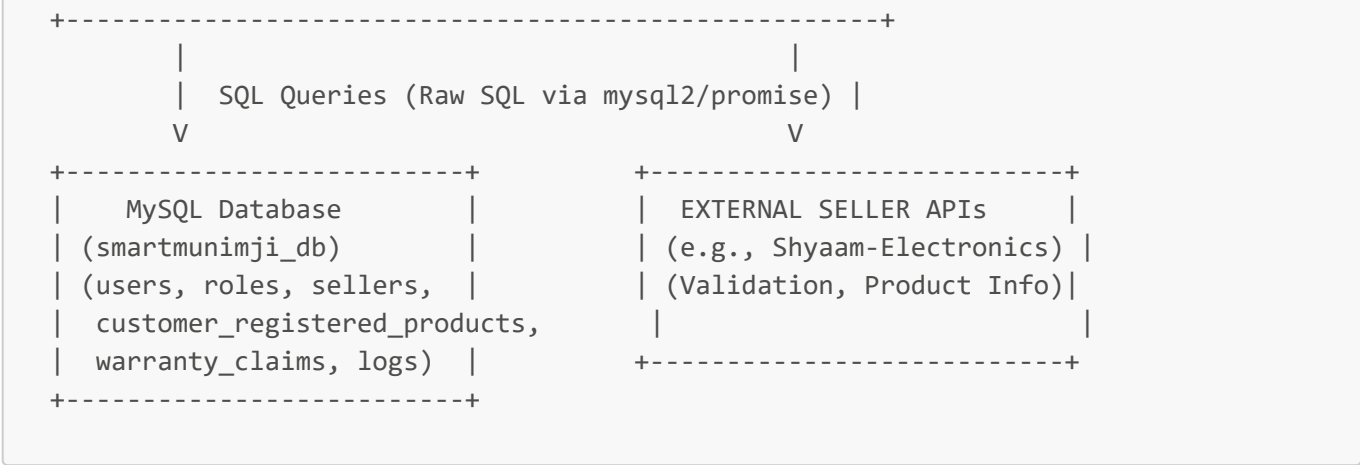 +-----------------------------------------------------+
        |                                       |
        |  SQL Queries (Raw SQL via mysql2/promise) |
        V                                       V
+--------------------------+          +---------------------------+
|    MySQL Database        |          |  EXTERNAL SELLER APIs     |
| (smartmunimji_db)        |          | (e.g., Shyaam-Electronics) |
| (users, roles, sellers,  |          | (Validation, Product Info)|
|  customer_registered_products,       |                           |
|  warranty_claims, logs)  |          +---------------------------+
+--------------------------+